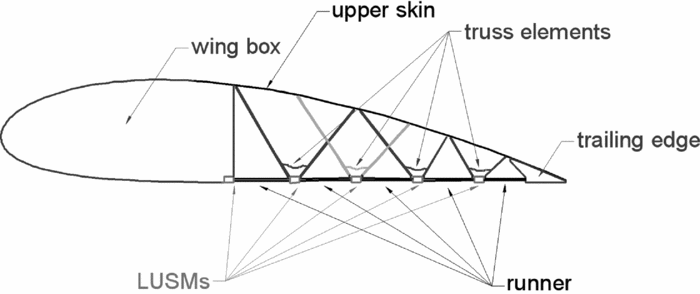 upper skin
truss elements
wing box
trailing edge
LUSMs
runner